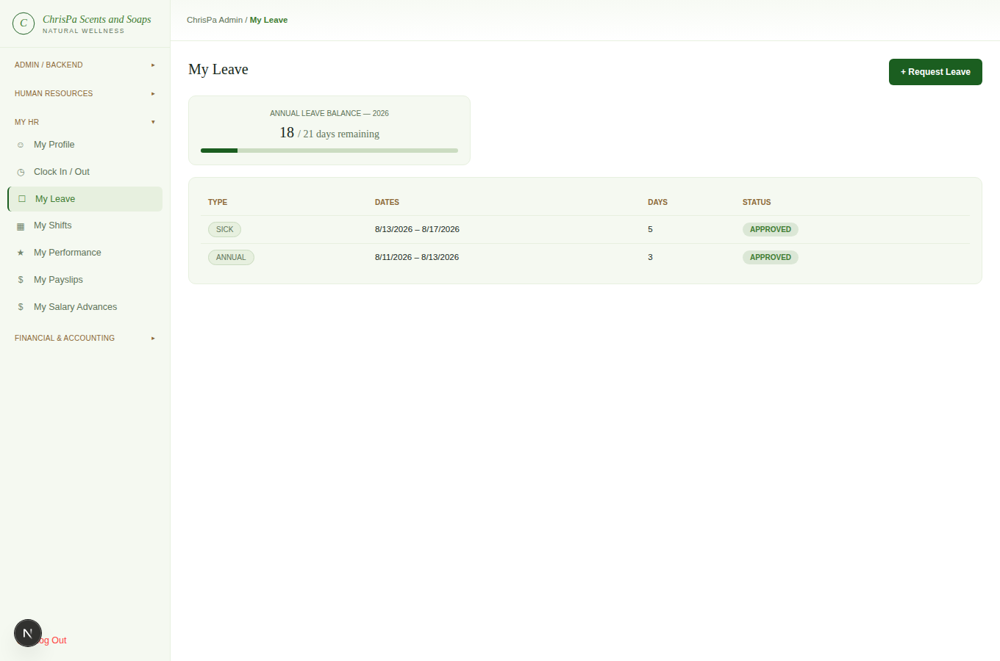 C
ChrisPa Scents and Soaps
NATURAL WELLNESS
ADMIN / BACKEND
HUMAN RESOURCES
MY HR
My Profile
Clock In / Out
My Leave
My Shifts
My Performance
$ My Payslips
$ My Salary Advances
FINANCIAL & ACCOUNTING
N
og Out
ChrisPa Admin / My Leave
My Leave
+ Request Leave
ANNUAL LEAVE BALANCE — 2026
18 / 21 days remaining
TYPE DATES DAYS STATUS
SICK 8/13/2026 – 8/17/2026 5 APPROVED
ANNUAL 8/11/2026 – 8/13/2026 3 APPROVED